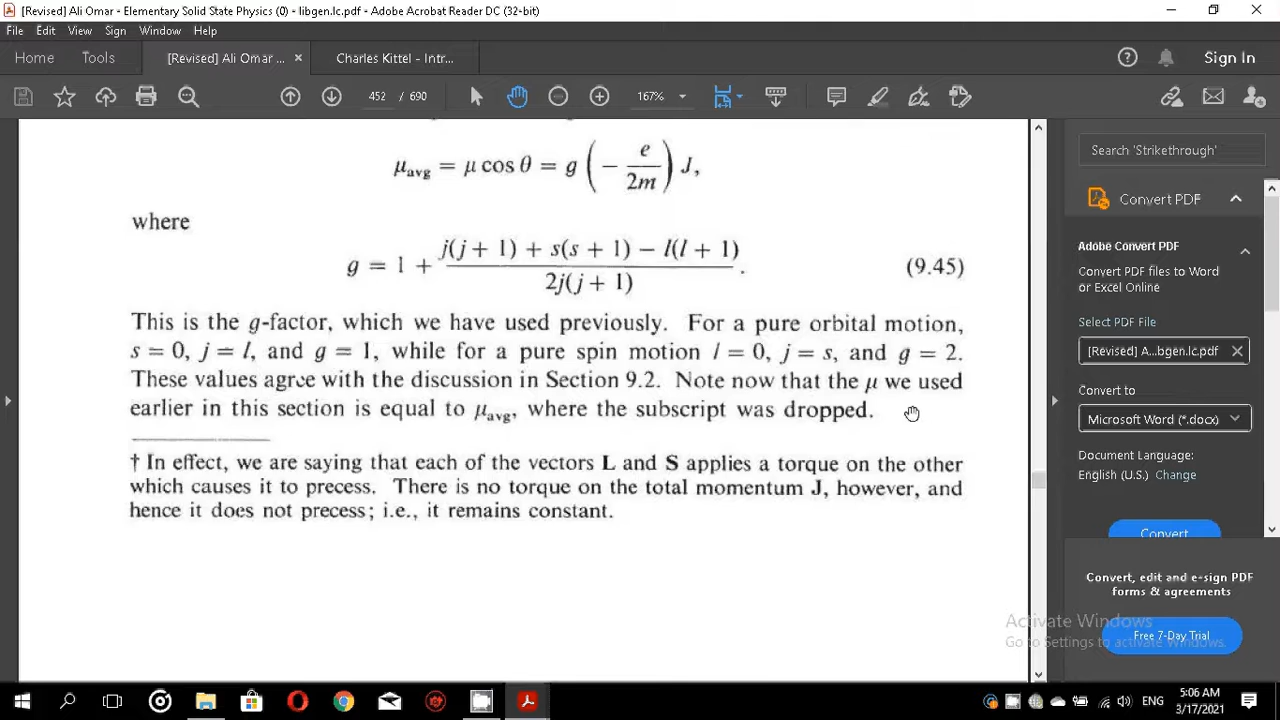 [Revised] Ali Omar - Elementary Solid State Physics (0) - libgen.lc.pdf - Adobe Acrobat Reader DC (32-bit)
File Edit View Sign Window Help
Home Tools [Revised] Ali Omar ... × Charles Kittel - Intr... Sign In
452 / 690 167%
μavg = μ cos θ = g (− e/2m) J,
where
g = 1 + j(j + 1) + s(s + 1) − l(l + 1) / 2j(j + 1) . (9.45)
This is the g-factor, which we have used previously. For a pure orbital motion,
s = 0, j = l, and g = 1, while for a pure spin motion l = 0, j = s, and g = 2.
These values agree with the discussion in Section 9.2. Note now that the μ we used
earlier in this section is equal to μavg, where the subscript was dropped.
† In effect, we are saying that each of the vectors L and S applies a torque on the other
which causes it to precess. There is no torque on the total momentum J, however, and
hence it does not precess; i.e., it remains constant.
Search 'Strikethrough'
Convert PDF
Adobe Convert PDF
Convert PDF files to Word
or Excel Online
Select PDF File
[Revised] A...bgen.lc.pdf
Convert to
Microsoft Word (*.docx)
Document Language:
English (U.S.) Change
Convert
Convert, edit and e-sign PDF
forms & agreements
Free 7-Day Trial
Activate Windows
Go to Settings to activate Windows.
ENG
5:06 AM
3/17/2021